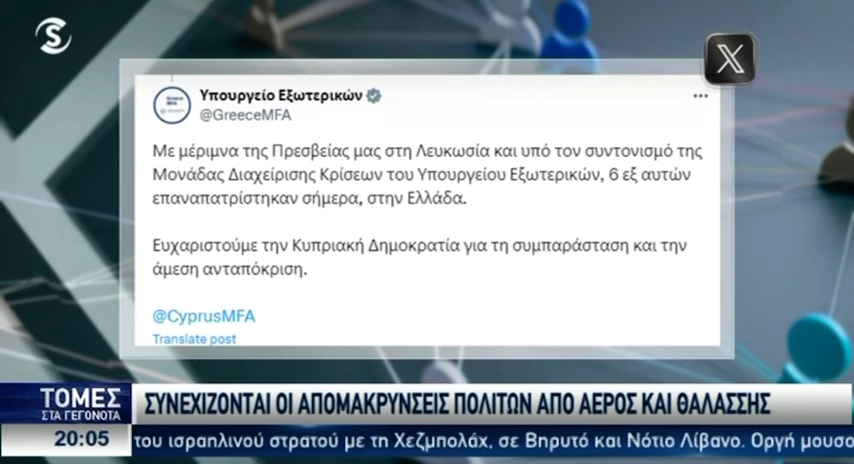 Υπουργείο Εξωτερικών
@GreeceMFA
Με μέριμνα της Πρεσβείας μας στη Λευκωσία και υπό τον συντονισμό της
Μονάδας Διαχείρισης Κρίσεων του Υπουργείου Εξωτερικών, 6 εξ αυτών
επαναπατρίστηκαν σήμερα, στην Ελλάδα.
Ευχαριστούμε την Κυπριακή Δημοκρατία για τη συμπαράσταση και την
άμεση ανταπόκριση.
@CyprusMFA
Translate post
ΤΟΜΕΣ
ΣΤΑ ΓΕΓΟΝΟΤΑ
ΣΥΝΕΧΙΖΟΝΤΑΙ ΟΙ ΑΠΟΜΑΚΡΥΝΣΕΙΣ ΠΟΛΙΤΩΝ ΑΠΟ ΑΕΡΟΣ ΚΑΙ ΘΑΛΑΣΣΗΣ
20:05
του ισραηλινού στρατού με τη Χεζμπολάχ, σε Βηρυτό και Νότιο Λίβανο. Οργή μουσο